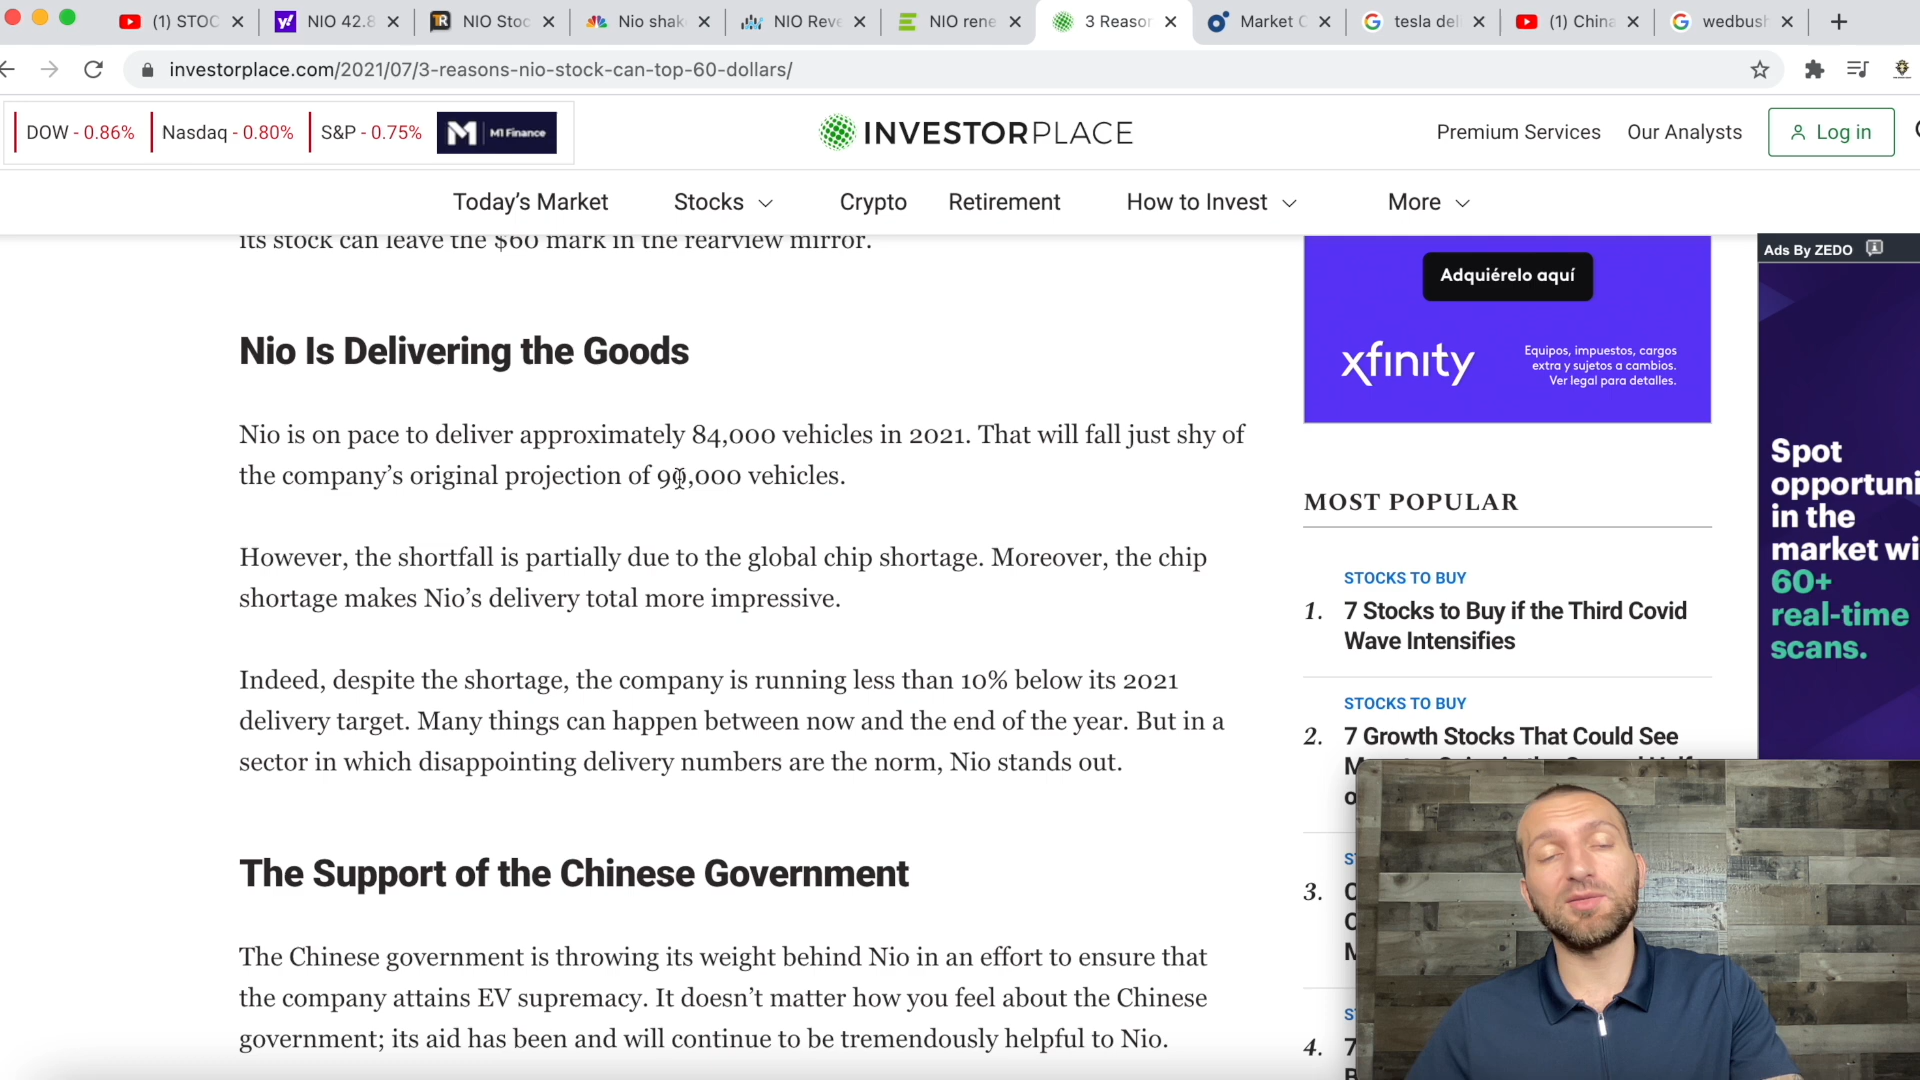 (1) STOC
NIO 42.8
NIO Stoc
Nio shak
NIO Reve
NIO rene
3 Reasor
Market C
tesla del
(1) China
wedbush
investorplace.com/2021/07/3-reasons-nio-stock-can-top-60-dollars/
DOW - 0.86%
Nasdaq - 0.80%
S&P - 0.75%
M1 Finance
INVESTORPLACE
Premium Services
Our Analysts
Log in
Today's Market
Stocks
Crypto
Retirement
How to Invest
More
its stock can leave the $60 mark in the rearview mirror.
Nio Is Delivering the Goods
Nio is on pace to deliver approximately 84,000 vehicles in 2021. That will fall just shy of
the company's original projection of 90,000 vehicles.
However, the shortfall is partially due to the global chip shortage. Moreover, the chip
shortage makes Nio's delivery total more impressive.
Indeed, despite the shortage, the company is running less than 10% below its 2021
delivery target. Many things can happen between now and the end of the year. But in a
sector in which disappointing delivery numbers are the norm, Nio stands out.
The Support of the Chinese Government
The Chinese government is throwing its weight behind Nio in an effort to ensure that
the company attains EV supremacy. It doesn't matter how you feel about the Chinese
government; its aid has been and will continue to be tremendously helpful to Nio.
Adquiérelo aquí
xfinity
Equipos, impuestos, cargos
extra y sujetos a cambios.
Ver legal para detalles.
MOST POPULAR
STOCKS TO BUY
1. 7 Stocks to Buy if the Third Covid
Wave Intensifies
STOCKS TO BUY
2. 7 Growth Stocks That Could See
3.
4. 7
Ads By ZEDO
Spot
opportuni
in the
market wi
60+
real-time
scans.